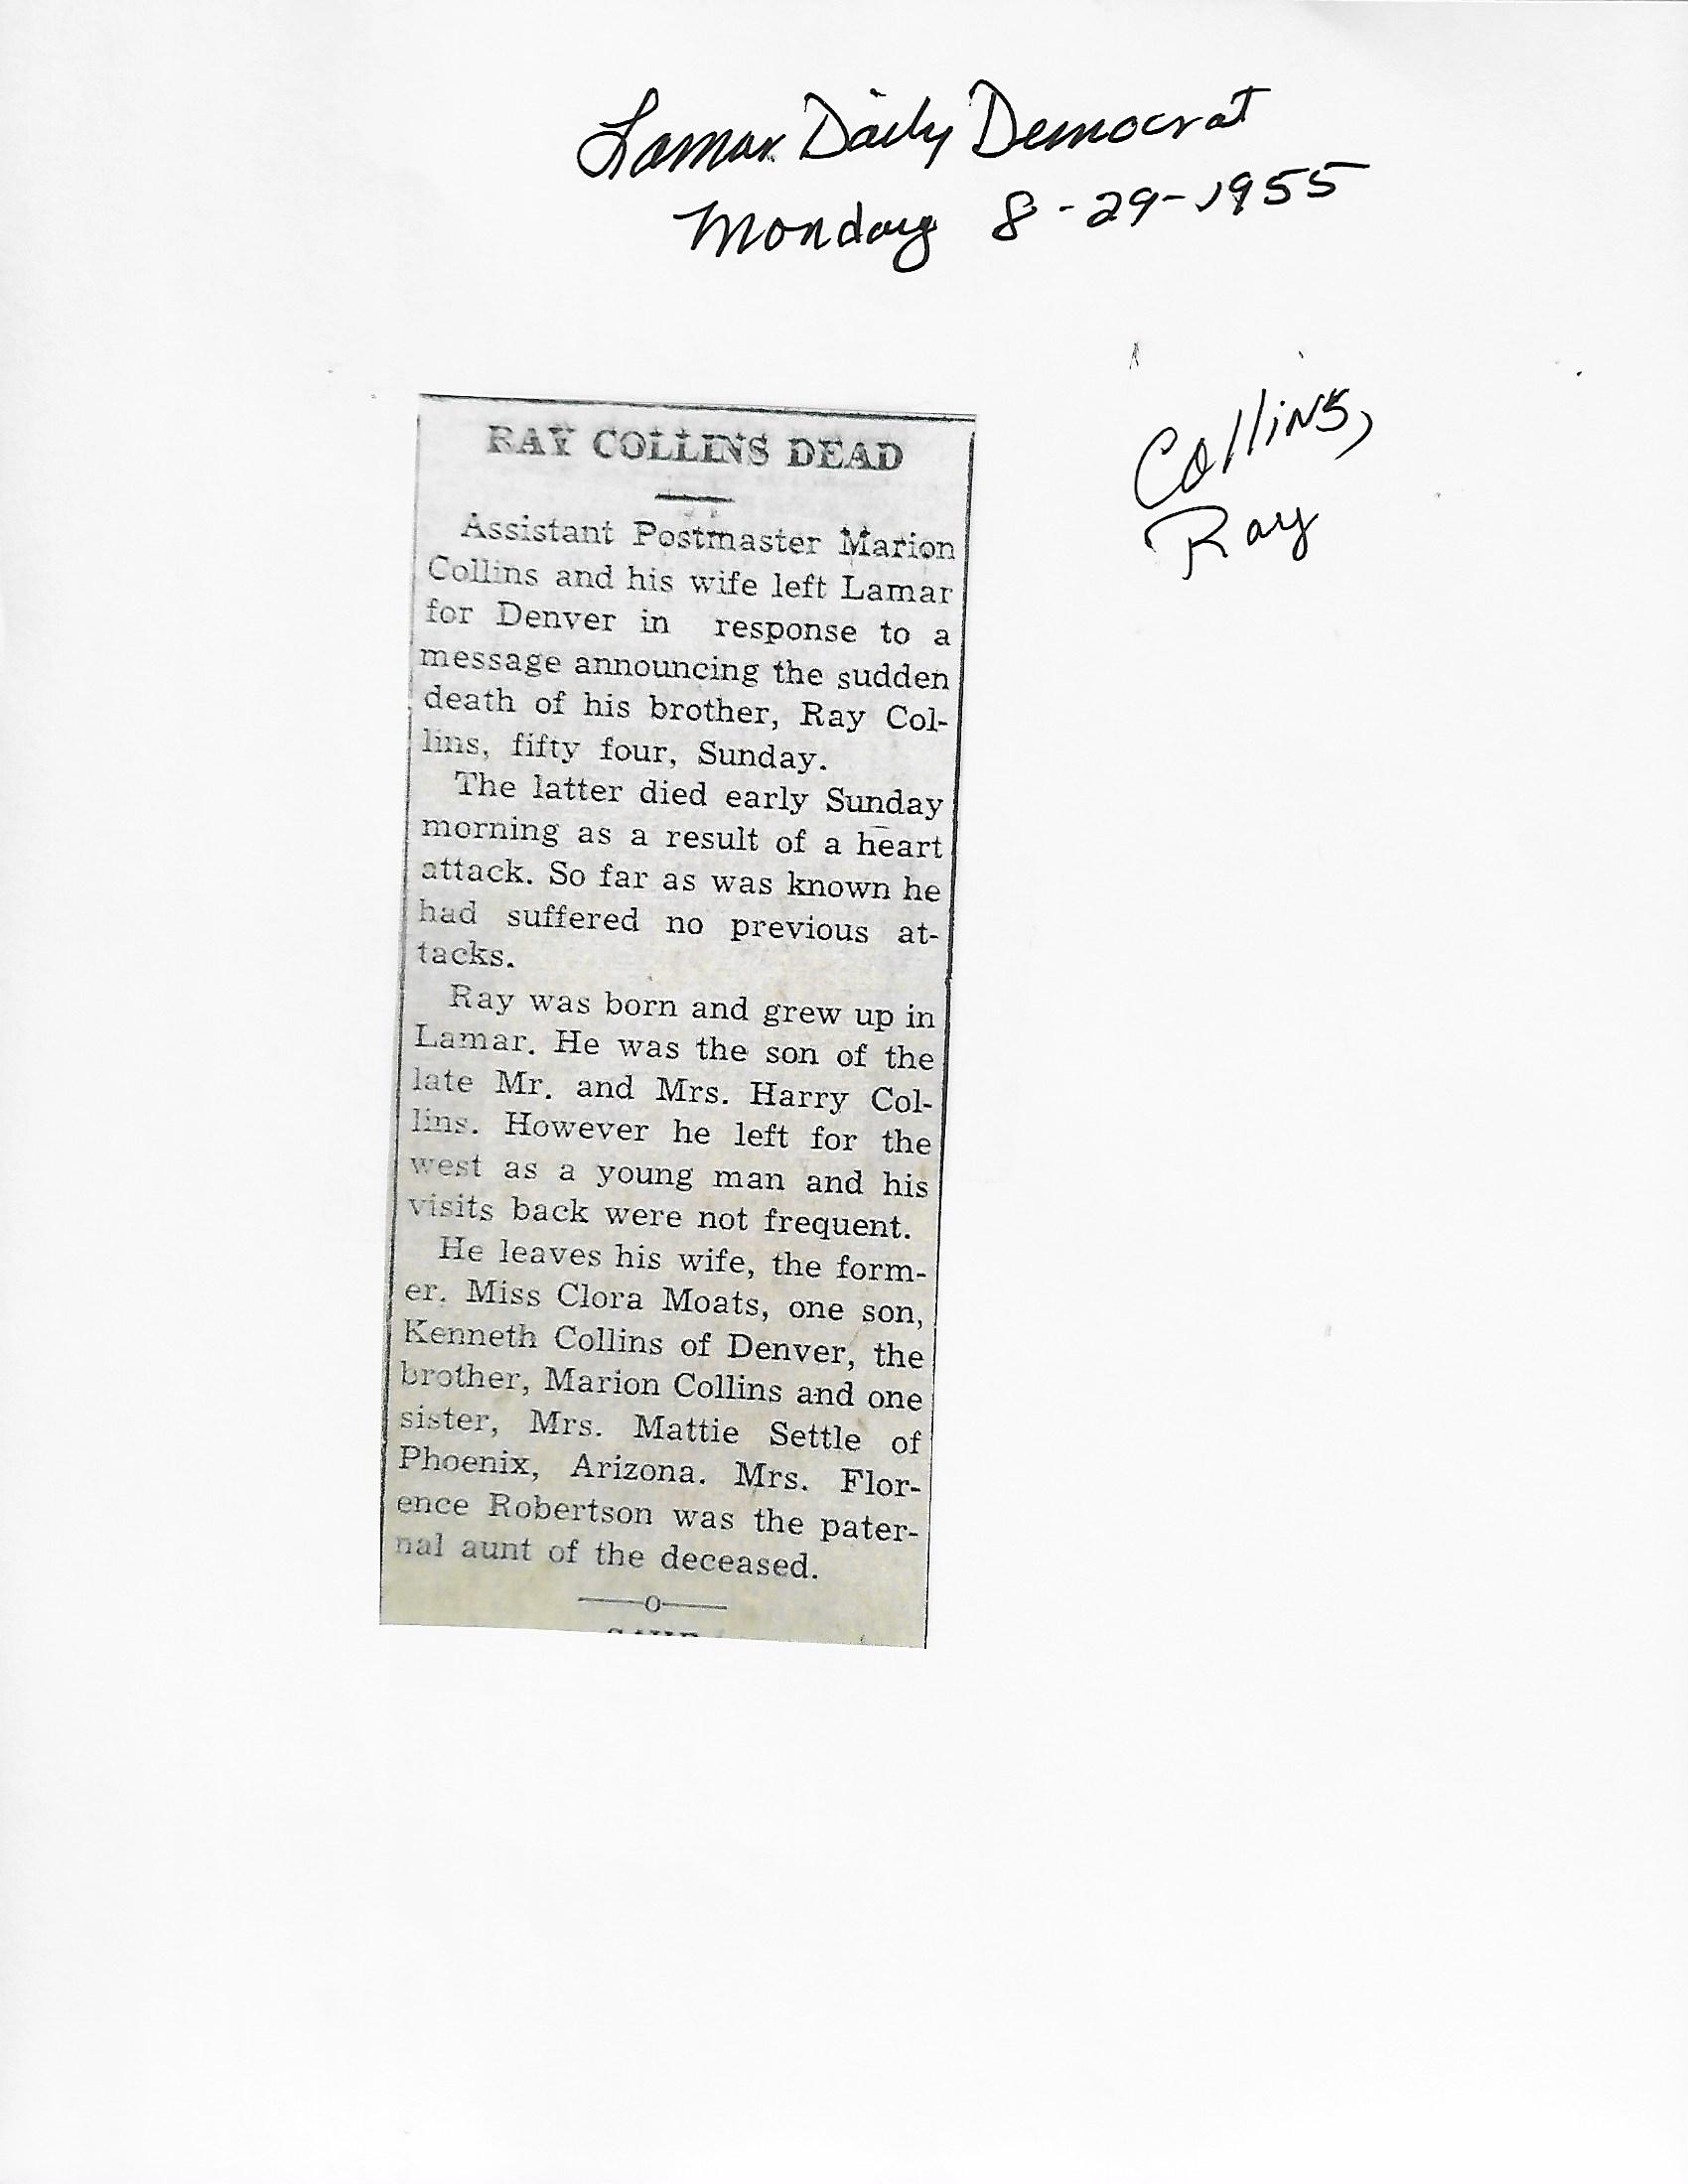 Lamar Daily Democrat
Monday 8-29-1955
Collins,
Ray
RAY COLLINS DEAD
Assistant Postmaster Marion
Collins and his wife left Lamar
for Denver in response to a
message announcing the sudden
death of his brother, Ray Col-
lins, fifty four, Sunday.
The latter died early Sunday
morning as a result of a heart
attack. So far as was known he
had suffered no previous at-
tacks.
Ray was born and grew up in
Lamar. He was the son of the
late Mr. and Mrs. Harry Col-
lins. However he left for the
west as a young man and his
visits back were not frequent.
He leaves his wife, the form-
er. Miss Clora Moats, one son,
Kenneth Collins of Denver, the
brother, Marion Collins and one
sister, Mrs. Mattie Settle of
Phoenix, Arizona. Mrs. Flor-
ence Robertson was the pater-
nal aunt of the deceased.